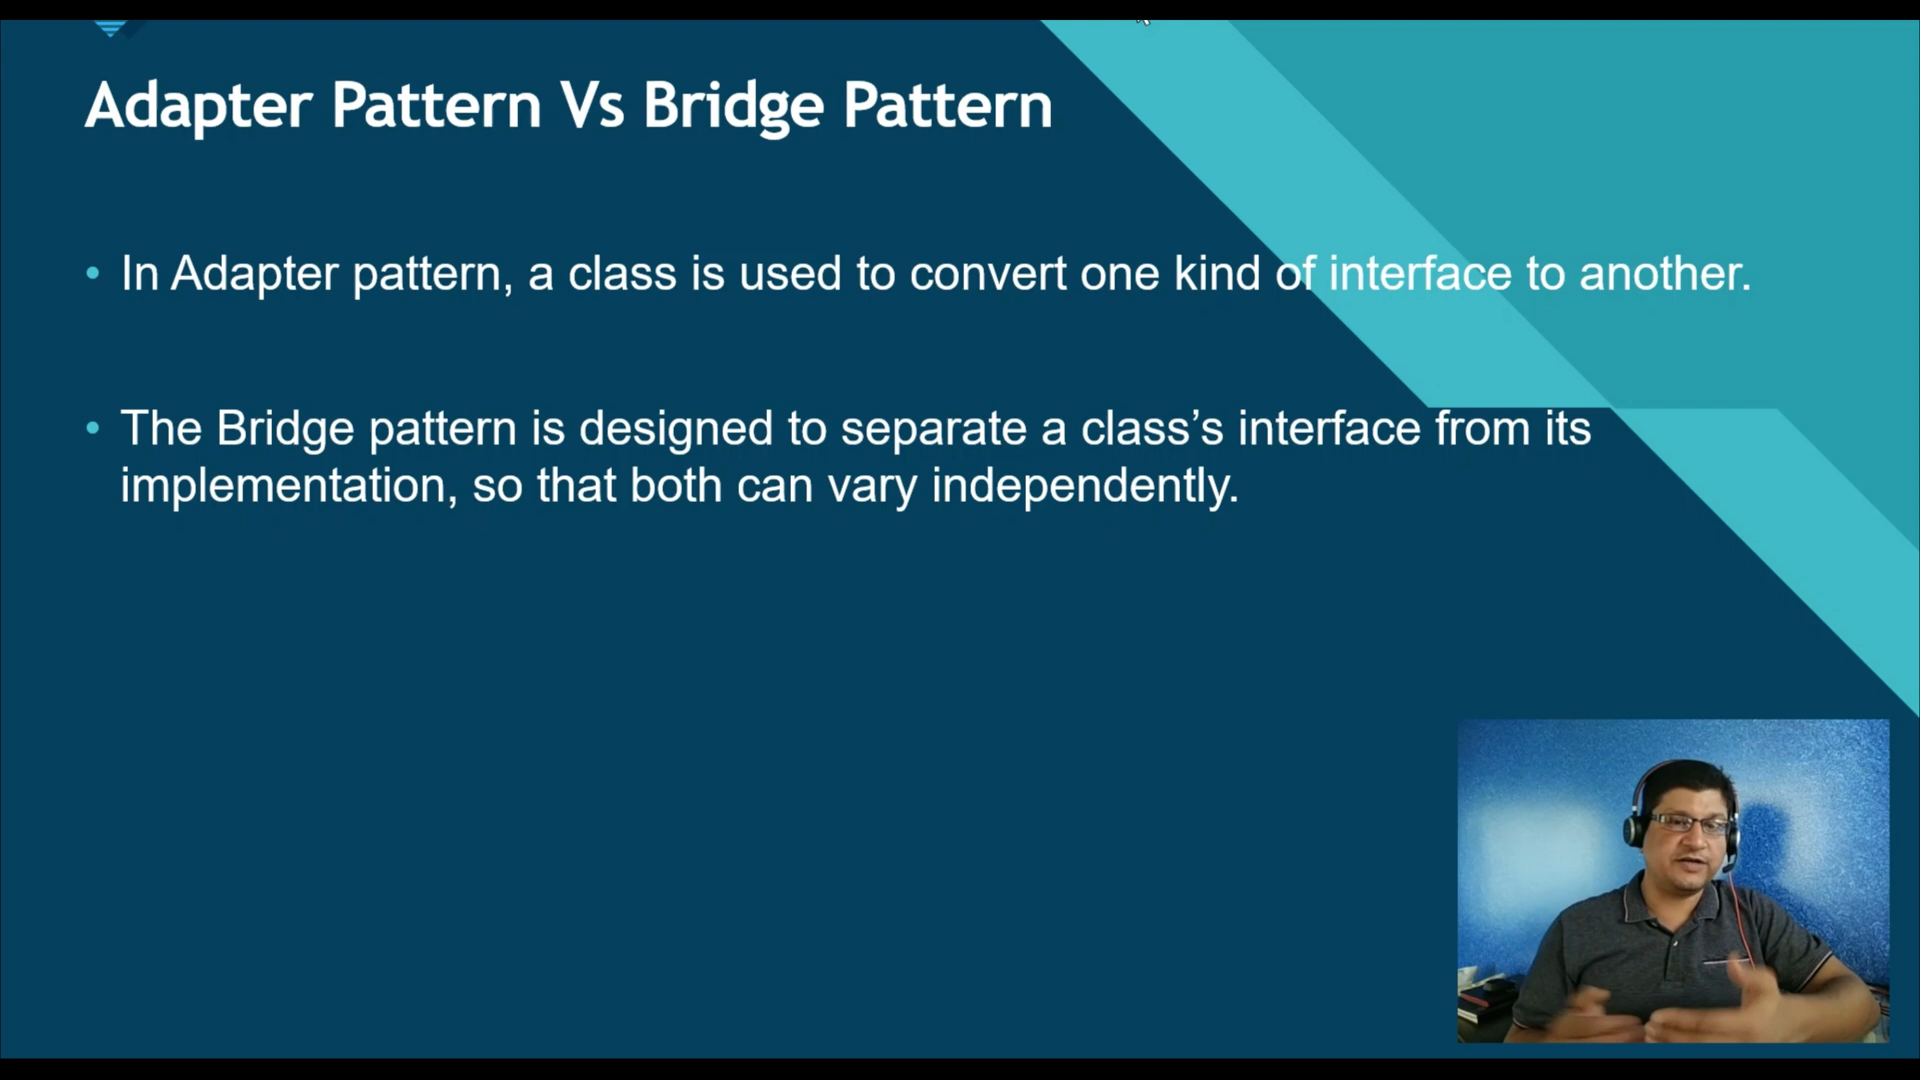 Adapter Pattern Vs Bridge Pattern
• In Adapter pattern, a class is used to convert one kind of interface to another.
• The Bridge pattern is designed to separate a class’s interface from its
implementation, so that both can vary independently.